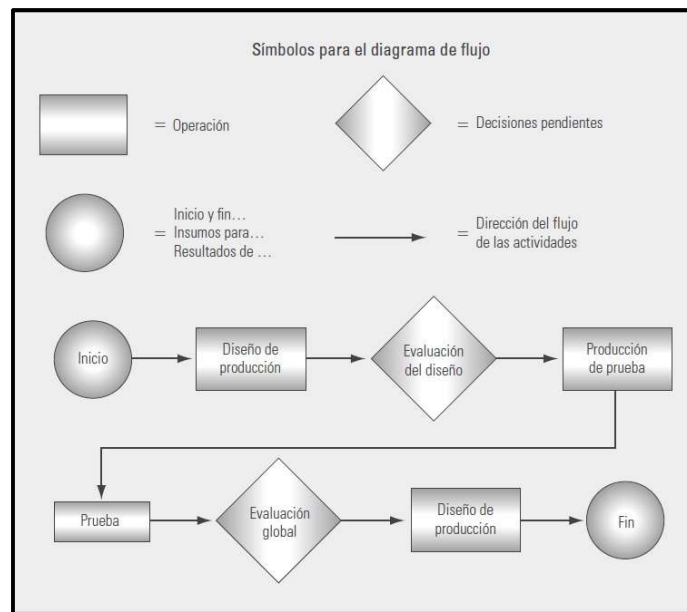 Símbolos para el diagrama de flujo
= Operación
= Decisiones pendientes
Inicio y fin…
= Insumos para…
Resultados de …
= Dirección del flujo
de las actividades
Inicio
Diseño de
producción
Evaluación
del diseño
Producción
de prueba
Prueba
Evaluación
global
Diseño de
producción
Fin